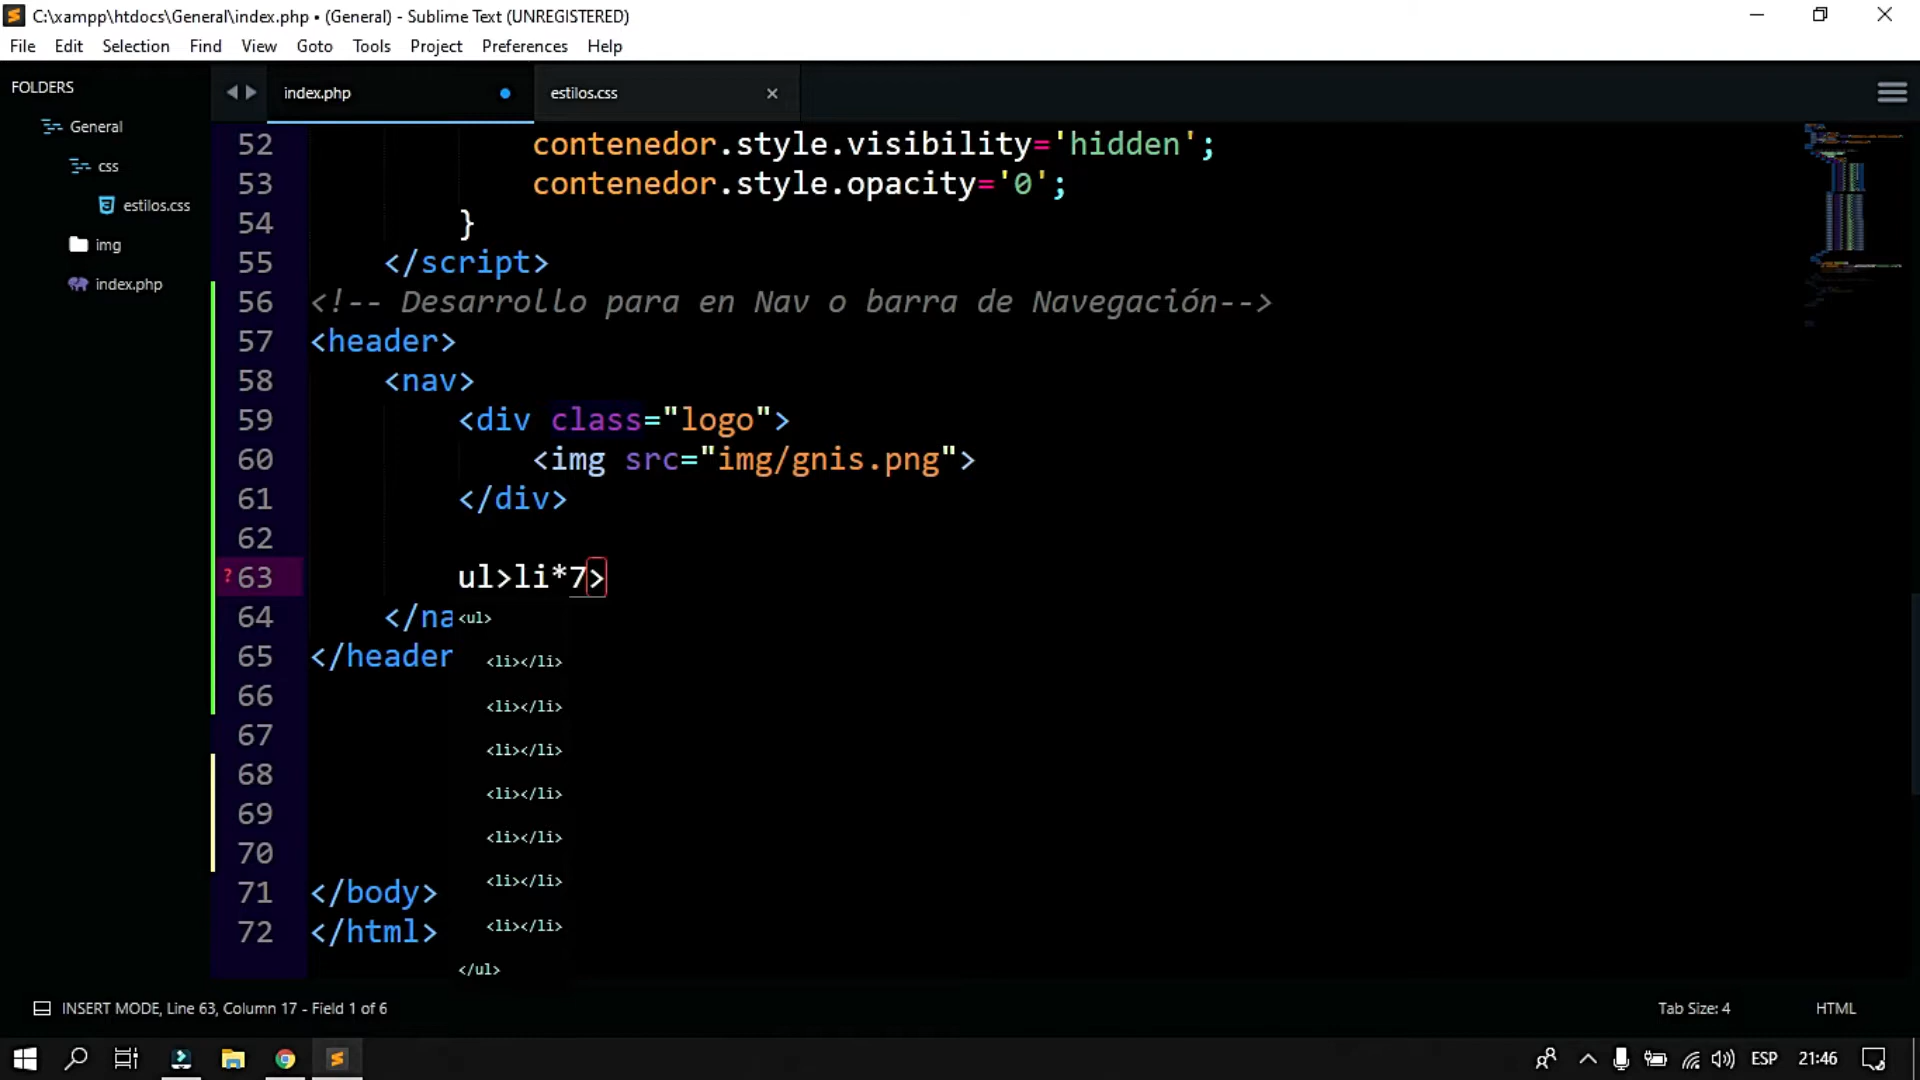 C:\xampp\htdocs\General\index.php • (General) - Sublime Text (UNREGISTERED)
File Edit Selection Find View Goto Tools Project Preferences Help
FOLDERS
General
css
estilos.css
img
index.php
index.php
estilos.css
52 contenedor.style.visibility='hidden';
53 contenedor.style.opacity='0';
54 }
55 </script>
56 <!-- Desarrollo para en Nav o barra de Navegación-->
57 <header>
58 <nav>
59 <div class="logo">
60 <img src="img/gnis.png">
61 </div>
62
? 63 ul>li*7>
64 </na
<ul>
65 </header
<li></li>
66
<li></li>
67
<li></li>
68
<li></li>
69
<li></li>
70
<li></li>
71 </body>
<li></li>
72 </html>
</ul>
INSERT MODE, Line 63, Column 17 - Field 1 of 6
Tab Size: 4
HTML
ESP
21:46